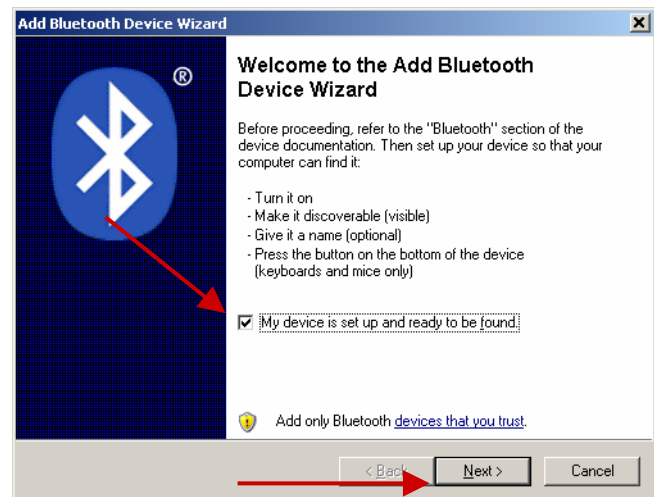 Add Bluetooth Device Wizard
®
Welcome to the Add Bluetooth
Device Wizard
Before proceeding, refer to the "Bluetooth" section of the
device documentation. Then set up your device so that your
computer can find it:
- Turn it on
- Make it discoverable (visible)
- Give it a name (optional)
- Press the button on the bottom of the device
(keyboards and mice only)
My device is set up and ready to be found.
Add only Bluetooth devices that you trust.
< Back Next > Cancel